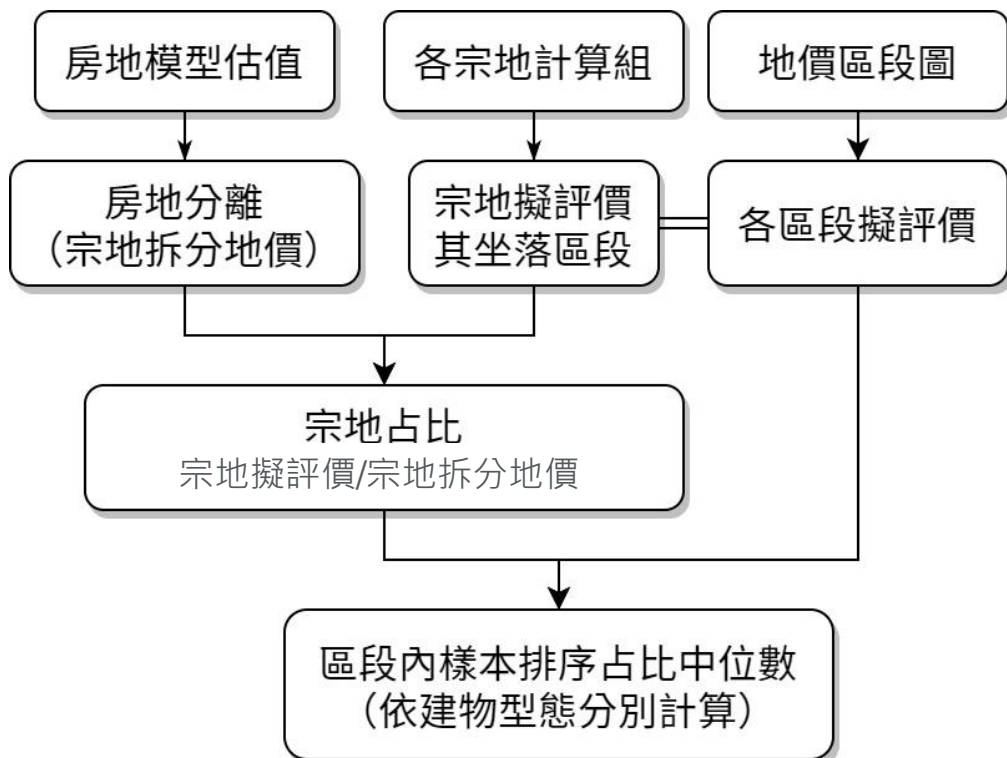 房地模型估值
各宗地計算組
地價區段圖
房地分離
（宗地拆分地價）
宗地擬評價
其坐落區段
各區段擬評價
宗地占比
宗地擬評價/宗地拆分地價
區段內樣本排序占比中位數
（依建物型態分別計算）